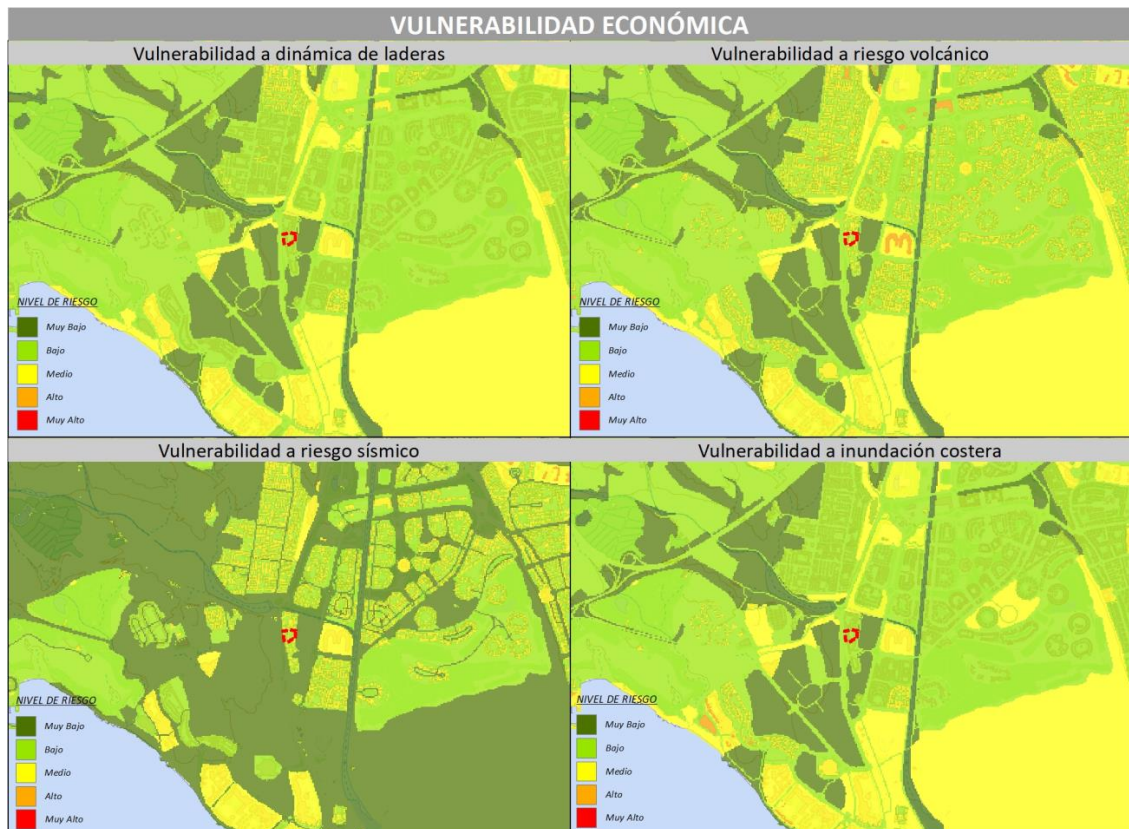 VULNERABILIDAD ECONÓMICA
Vulnerabilidad a dinámica de laderas
Vulnerabilidad a riesgo volcánico
NIVEL DE RIESGO
Muy Bajo
Bajo
Medio
Alto
Muy Alto
NIVEL DE RIESGO
Muy Bajo
Bajo
Medio
Alto
Muy Alto
Vulnerabilidad a riesgo sísmico
Vulnerabilidad a inundación costera
NIVEL DE RIESGO
Muy Bajo
Bajo
Medio
Alto
Muy Alto
NIVEL DE RIESGO
Muy Bajo
Bajo
Medio
Alto
Muy Alto